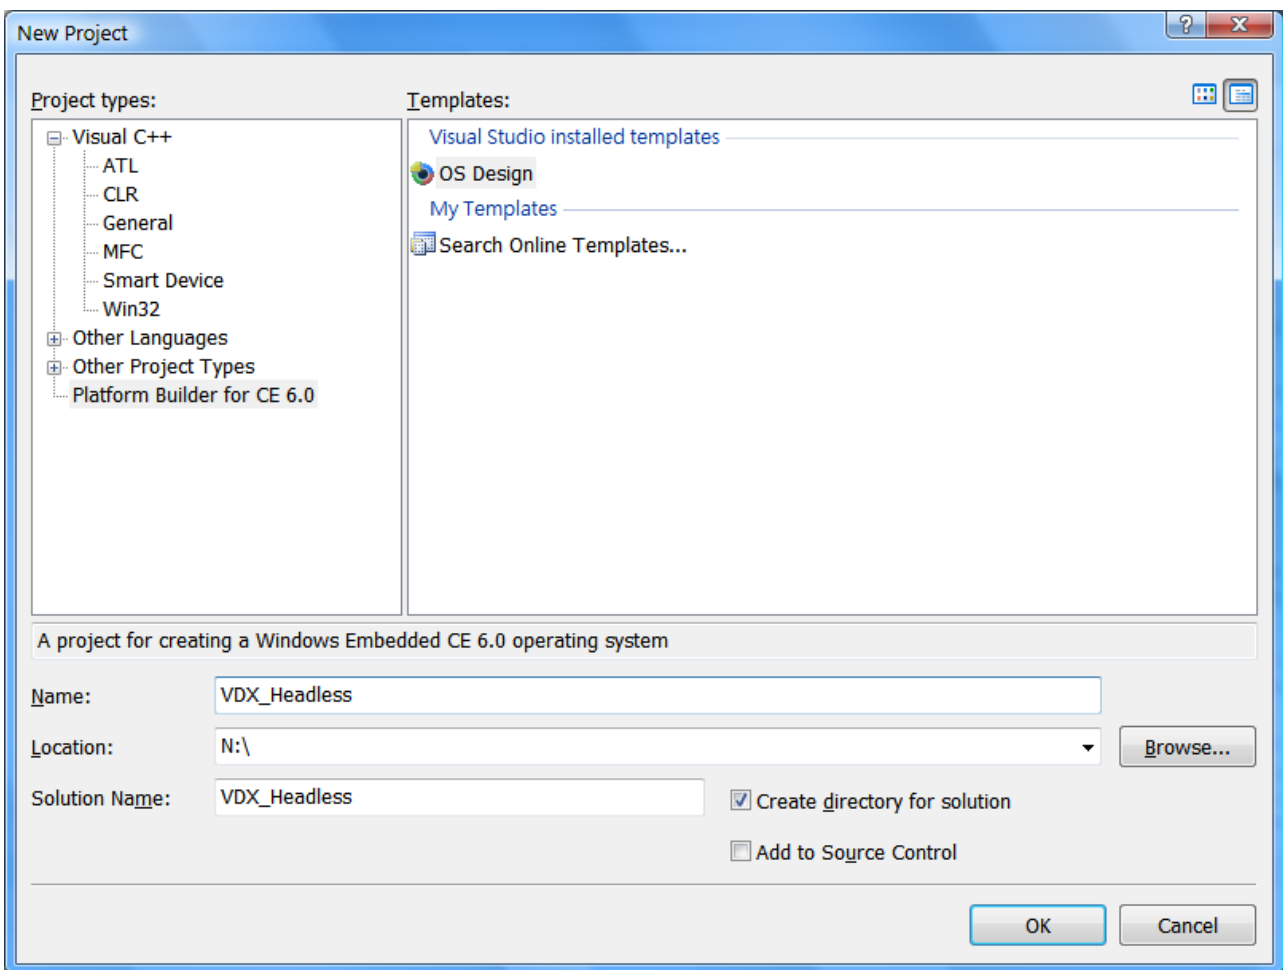 New Project
Project types:
Templates:
Visual C++
ATL
CLR
General
MFC
Smart Device
Win32
Other Languages
Other Project Types
Platform Builder for CE 6.0
Visual Studio installed templates
OS Design
My Templates
Search Online Templates...
A project for creating a Windows Embedded CE 6.0 operating system
Name:
VDX_Headless
Location:
N:\
Browse...
Solution Name:
VDX_Headless
Create directory for solution
Add to Source Control
OK
Cancel